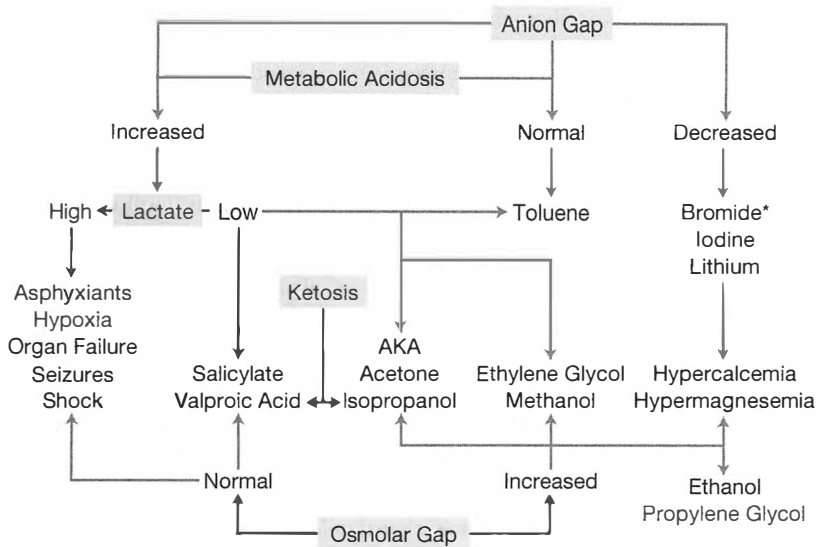 Anion Gap
Metabolic Acidosis
Increased
Normal
Decreased
High
Lactate
Low
Toluene
Bromide*
Iodine
Lithium
Asphyxiants
Hypoxia
Organ Failure
Seizures
Shock
Ketosis
Salicylate
Valproic Acid
AKA
Acetone
Isopropanol
Ethylene Glycol
Methanol
Hypercalcemia
Hypermagnesemia
Normal
Increased
Ethanol
Propylene Glycol
Osmolar Gap